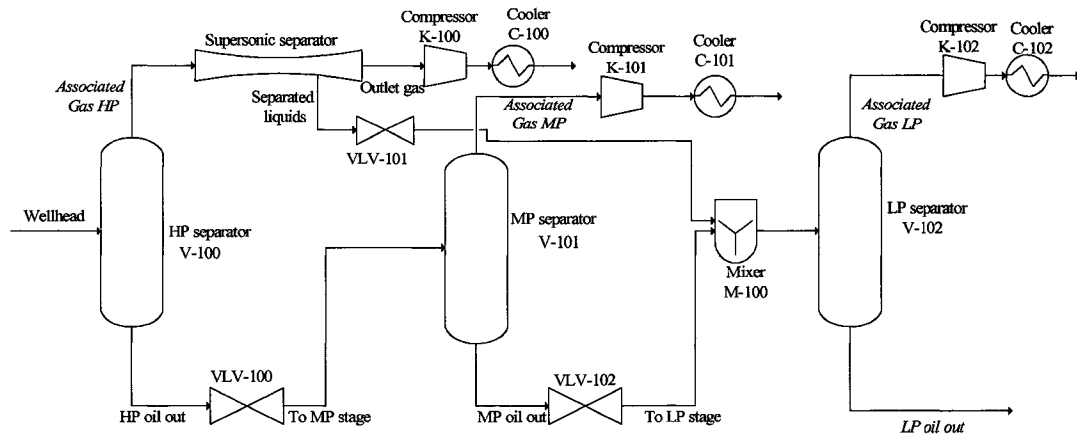 Compressor
K-100
Cooler
C-100
Supersonic separator
Compressor
K-101
Cooler
C-101
Compressor
K-102
Cooler
C-102
Associated
Gas HP
Outlet gas
Separated
liquids
Associated
Gas MP
Associated
Gas LP
VLV-101
Wellhead
HP separator
V-100
MP separator
V-101
LP separator
V-102
Mixer
M-100
VLV-100
VLV-102
HP oil out
To MP stage
MP oil out
To LP stage
LP oil out